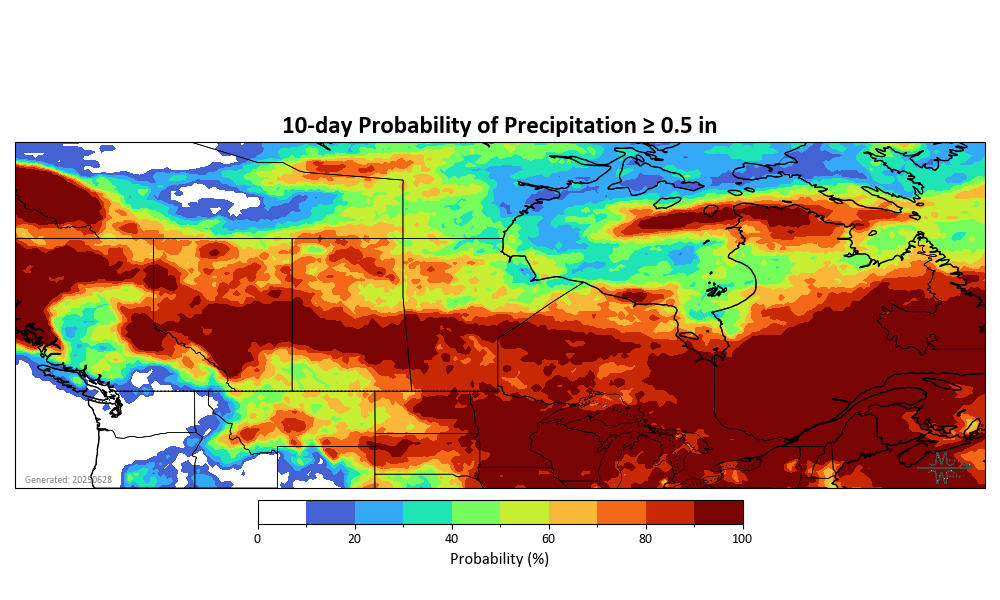 10-day Probability of Precipitation ≥ 0.5 in
Generated: 20250628
0 20 40 60 80 100
Probability (%)